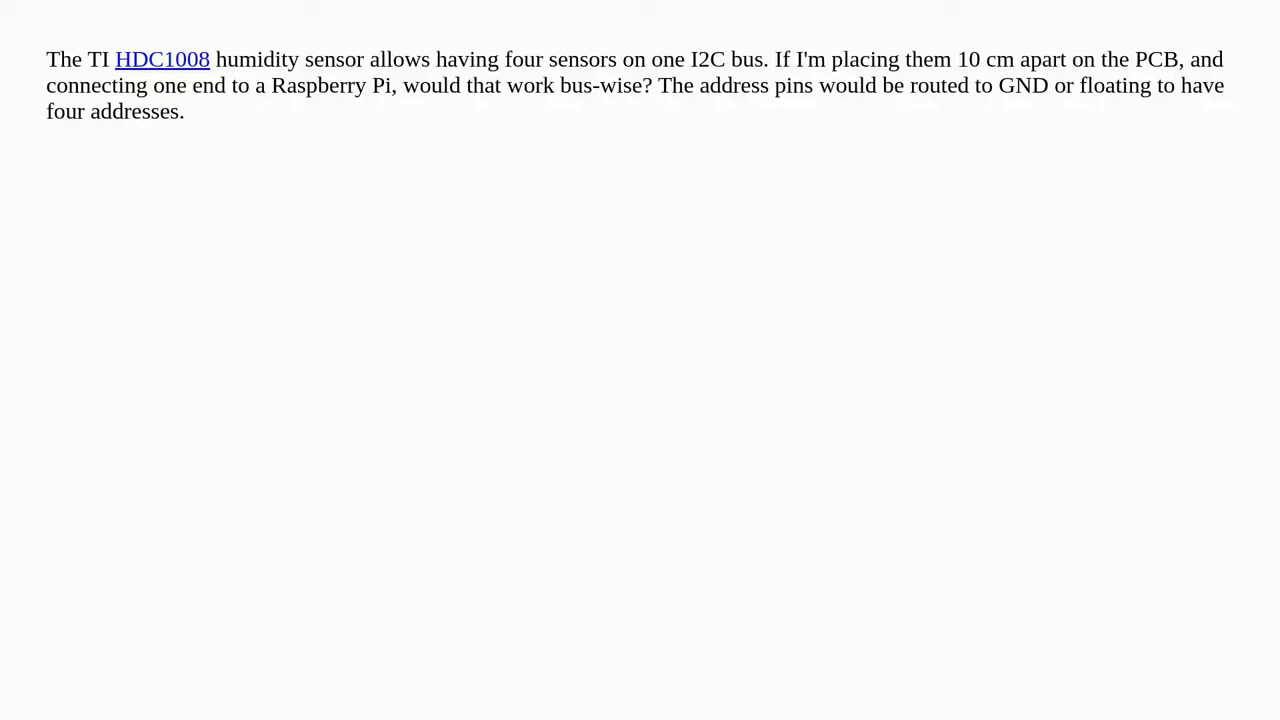 The TI HDC1008 humidity sensor allows having four sensors on one I2C bus. If I'm placing them 10 cm apart on the PCB, and
connecting one end to a Raspberry Pi, would that work bus-wise? The address pins would be routed to GND or floating to have
four addresses.